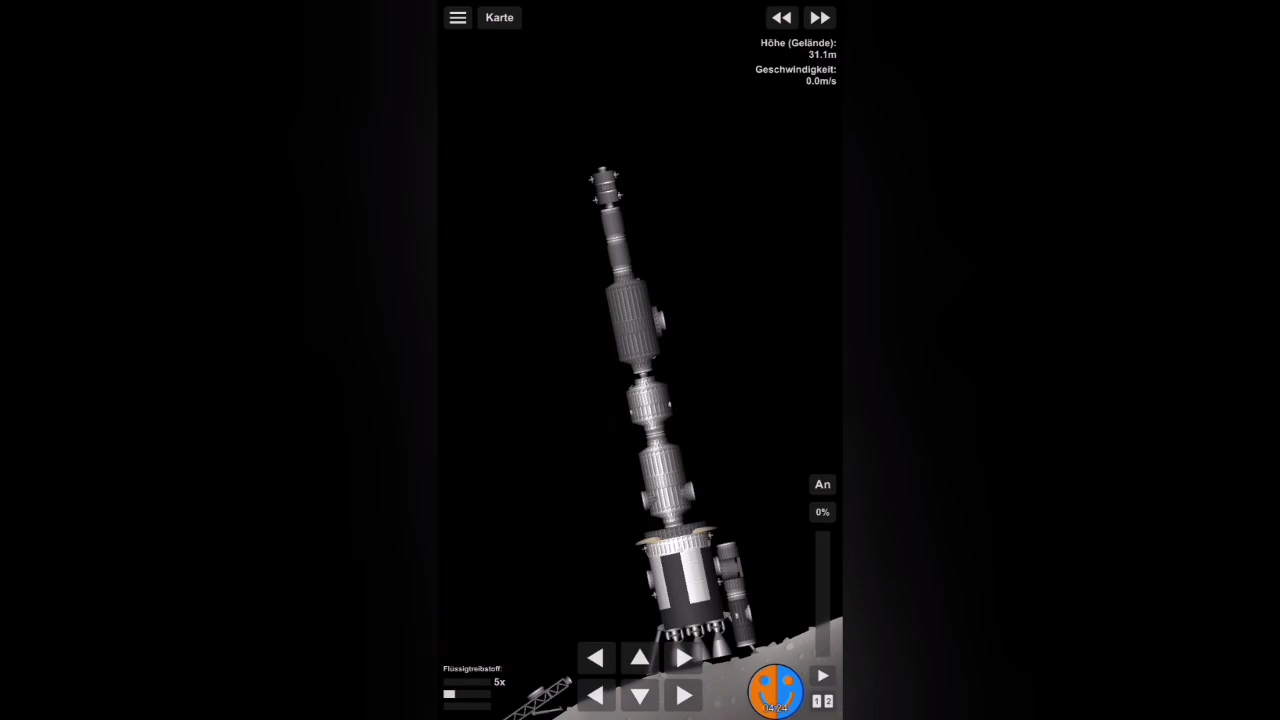 Karte
Höhe (Gelände):
31.1m
Geschwindigkeit:
0.0m/s
An
0%
Flüssigtreibstoff:
5x
04:24
1 2